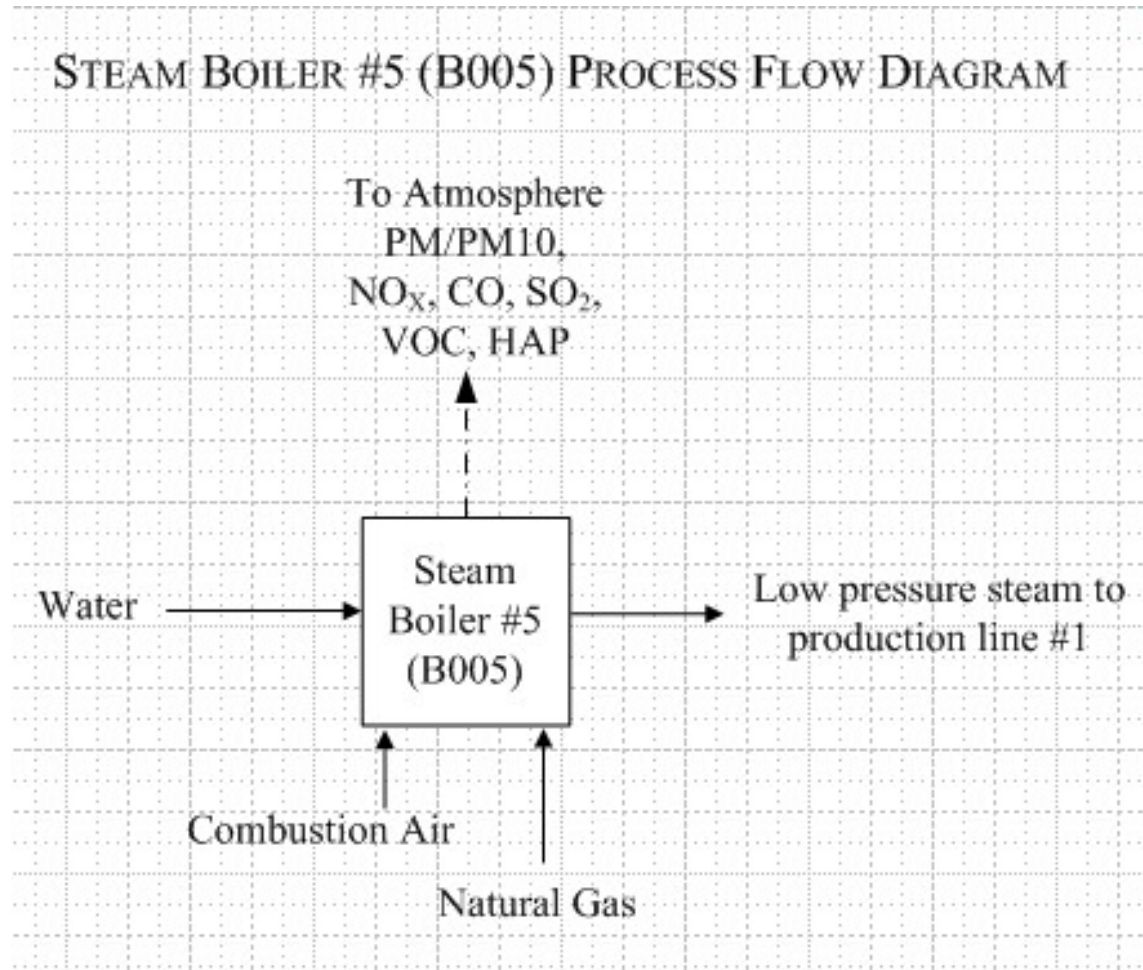 STEAM BOILER #5 (B005) PROCESS FLOW DIAGRAM
To Atmosphere
PM/PM10,
NOX, CO, SO2,
VOC, HAP
Steam
Boiler #5
(B005)
Water
Low pressure steam to
production line #1
Combustion Air
Natural Gas